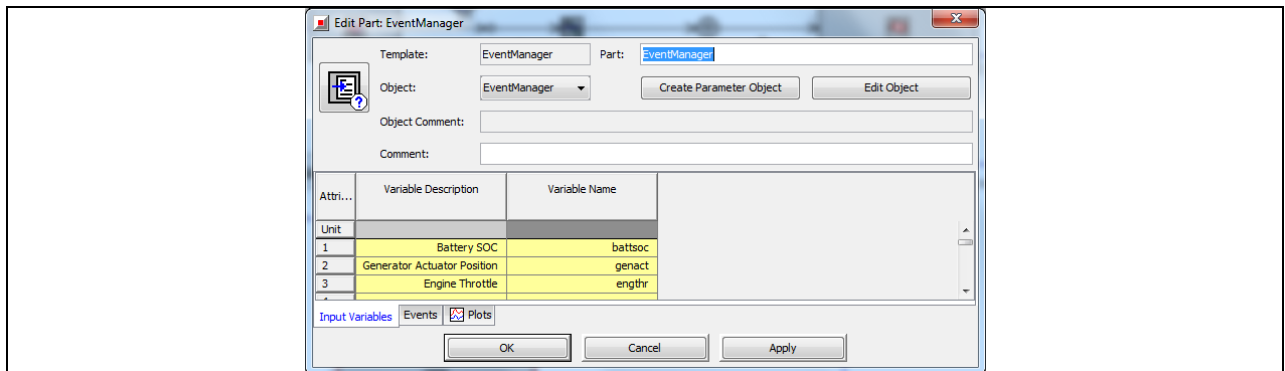 Edit Part: EventManager
Template: EventManager Part: EventManager
Object: EventManager Create Parameter Object Edit Object
Object Comment:
Comment:
Attri... Variable Description Variable Name
Unit
1 Battery SOC battsoc
2 Generator Actuator Position genact
3 Engine Throttle engthr
Input Variables Events Plots
OK Cancel Apply